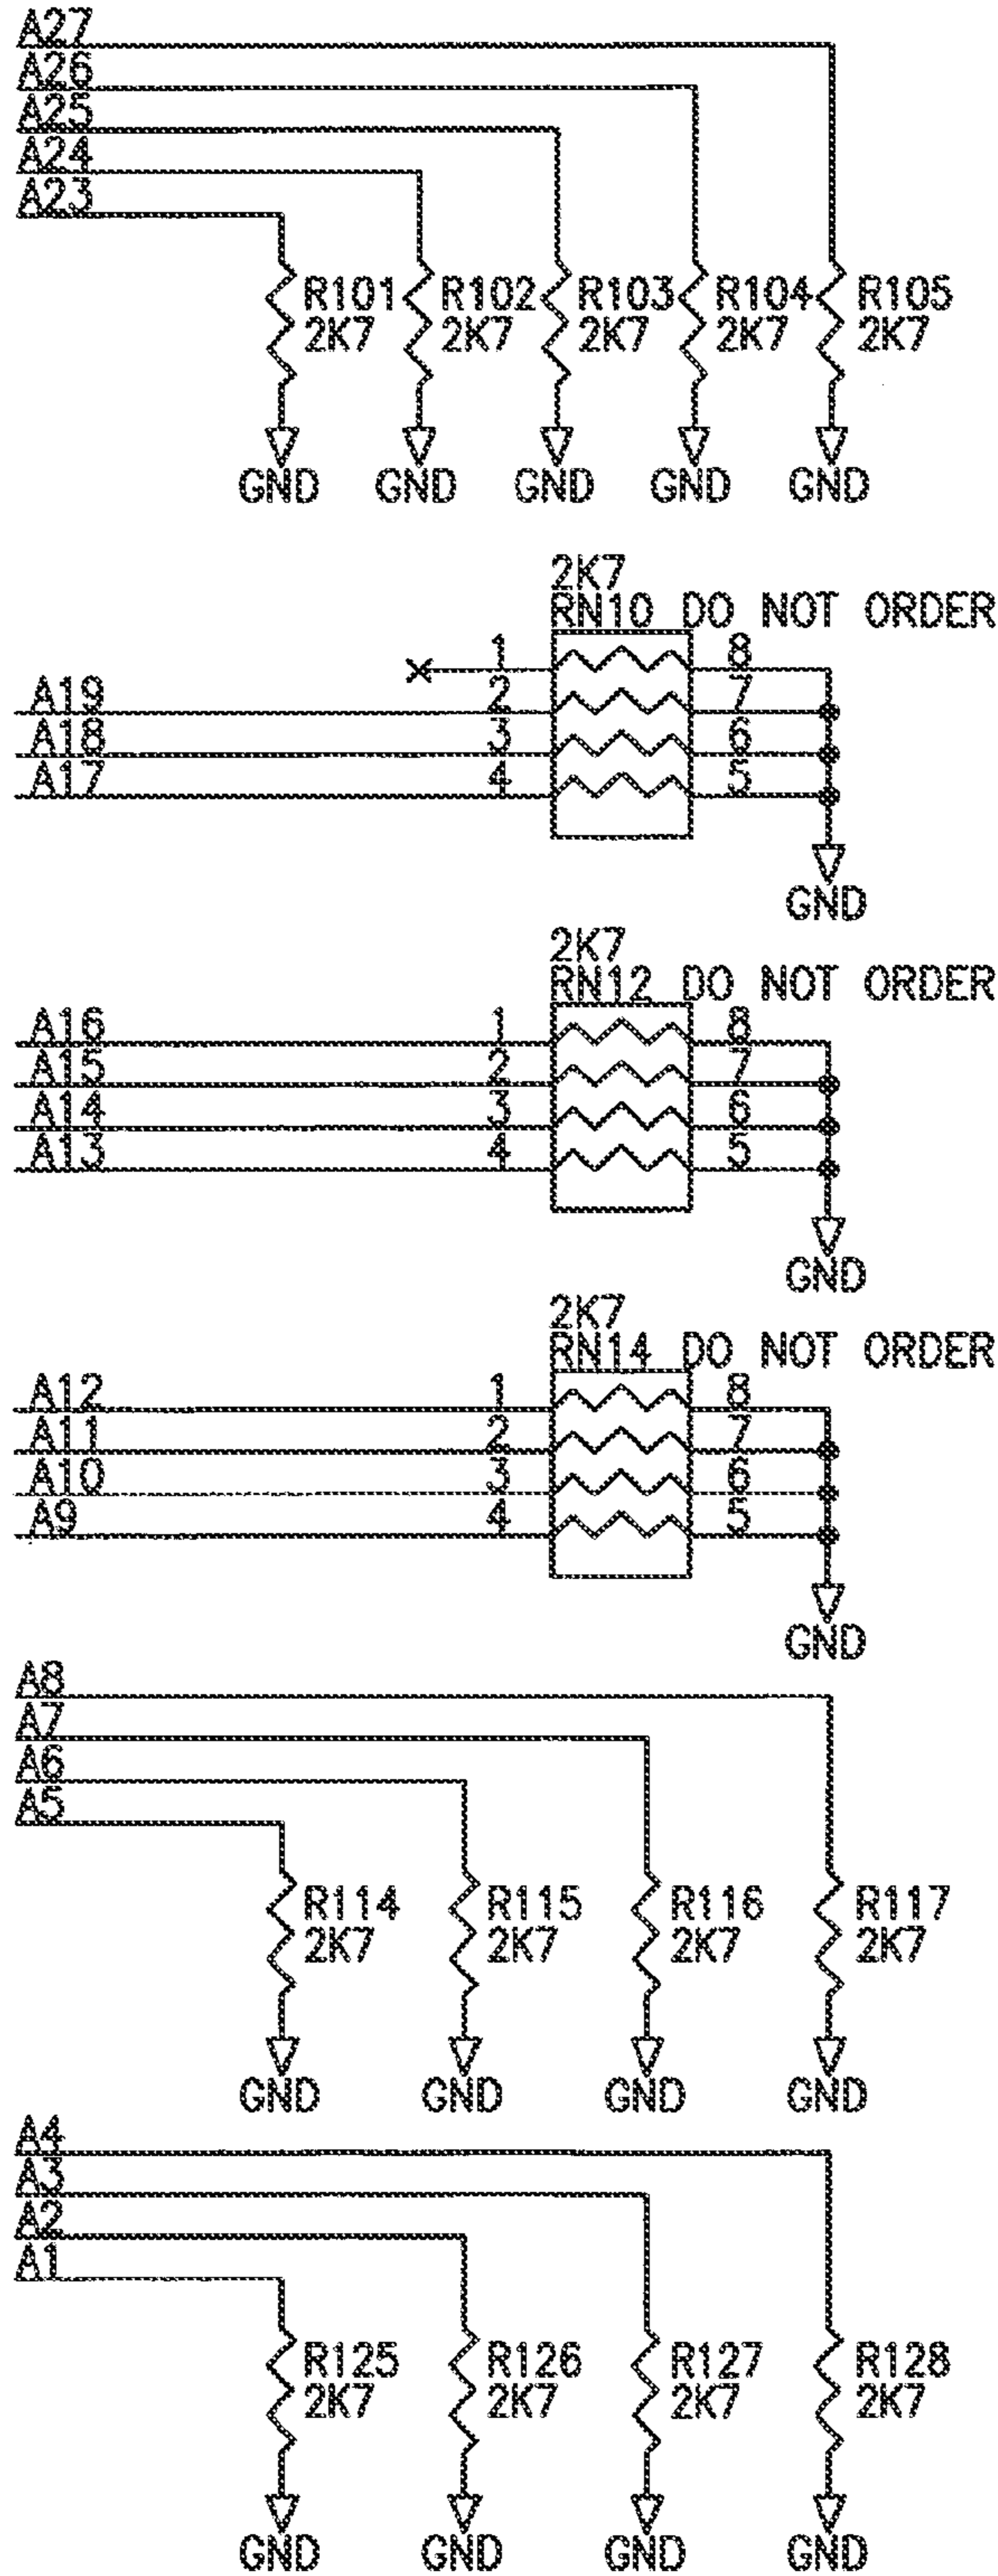 A27
A26
A25
A24
A23
R101 R102 R103 R104 R105
2K7 2K7 2K7 2K7 2K7
GND GND GND GND GND
2K7
RN10 DO NOT ORDER
1 8
A19 2 7
A18 3 6
A17 4 5
GND
2K7
RN12 DO NOT ORDER
A16 1 8
A15 2 7
A14 3 6
A13 4 5
GND
2K7
RN14 DO NOT ORDER
A12 1 8
A11 2 7
A10 3 6
A9 4 5
GND
A8
A7
A6
A5
R114 R115 R116 R117
2K7 2K7 2K7 2K7
GND GND GND GND
A4
A3
A2
A1
R125 R126 R127 R128
2K7 2K7 2K7 2K7
GND GND GND GND